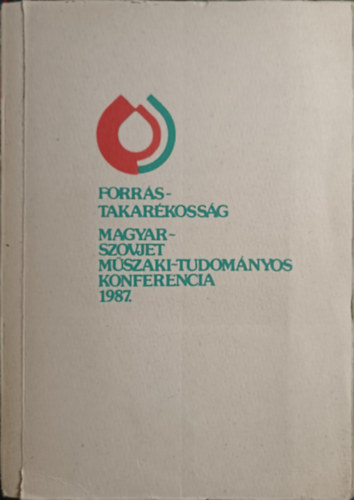 FORRÁS-
TAKARÉKOSSÁG
MAGYAR-
SZOVJET
MŰSZAKI-TUDOMÁNYOS
KONFERENCIA
1987.